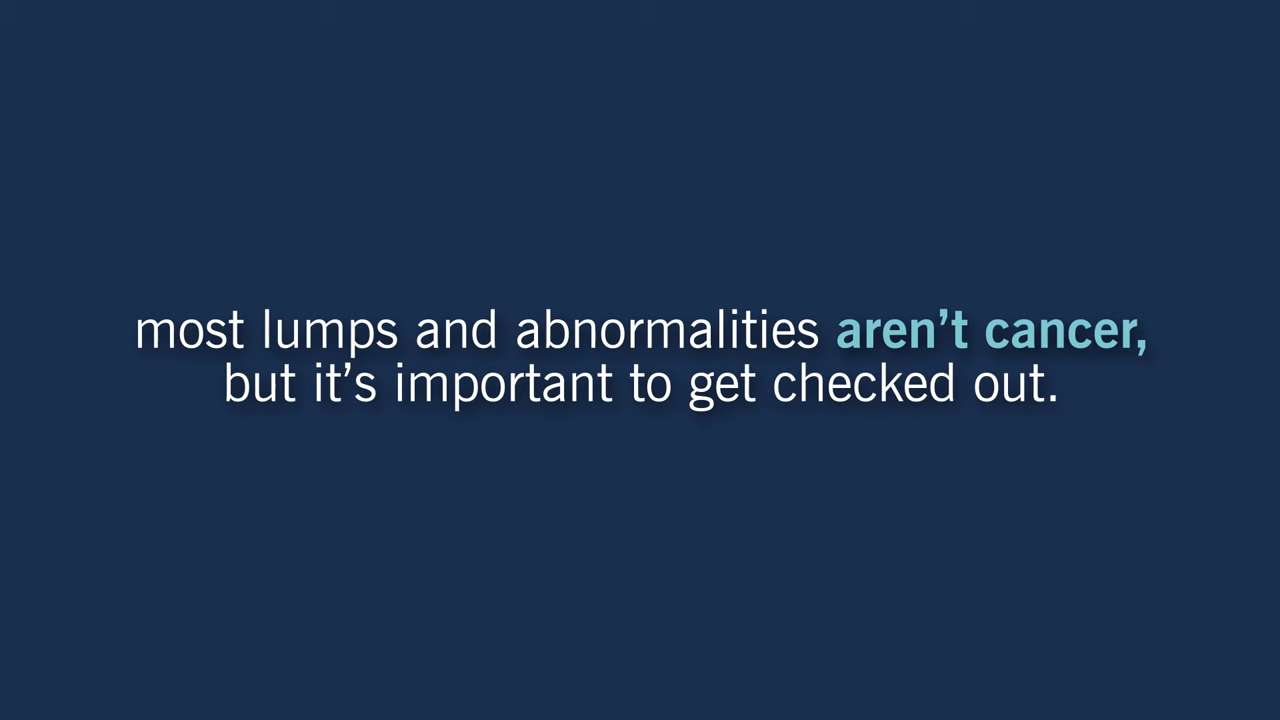 most lumps and abnormalities aren’t cancer,
but it’s important to get checked out.